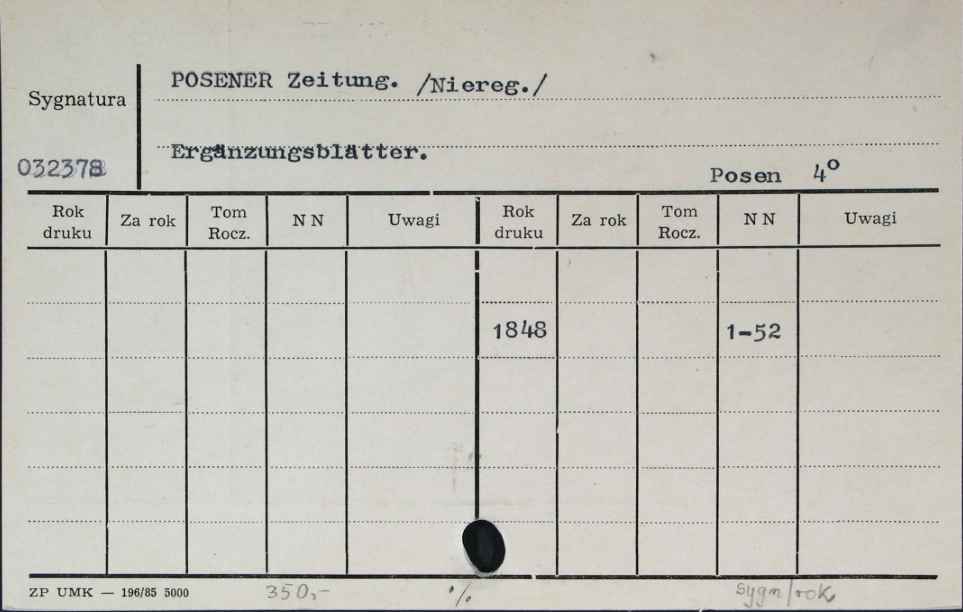 POSENER Zeitung. /Niereg./
Sygnatura
Ergänzungsblätter.
032378
Posen 4º
Rok druku Za rok Tom Rocz. N N Uwagi Rok druku Za rok Tom Rocz. N N Uwagi
1848 1-52
ZP UMK — 196/85 5000 350,- ·/. sygn/rok